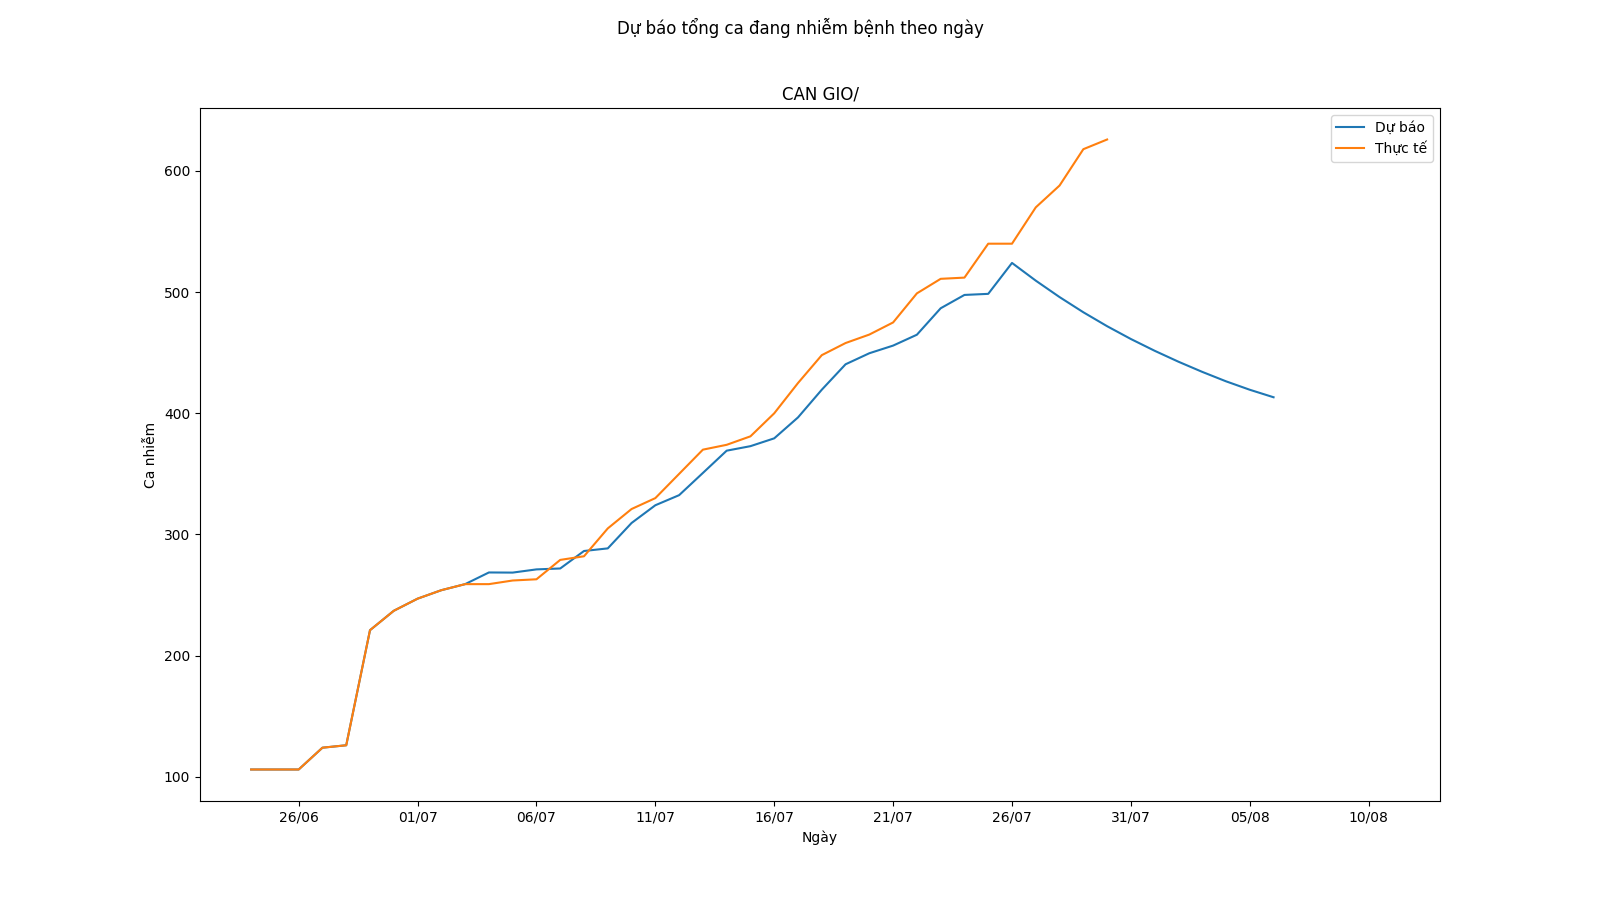 Dự báo tổng ca đang nhiễm bệnh theo ngày
CAN GIO/
Dự báo
Thực tế
600
500
400
300
200
100
Ca nhiễm
26/06 01/07 06/07 11/07 16/07 21/07 26/07 31/07 05/08 10/08
Ngày